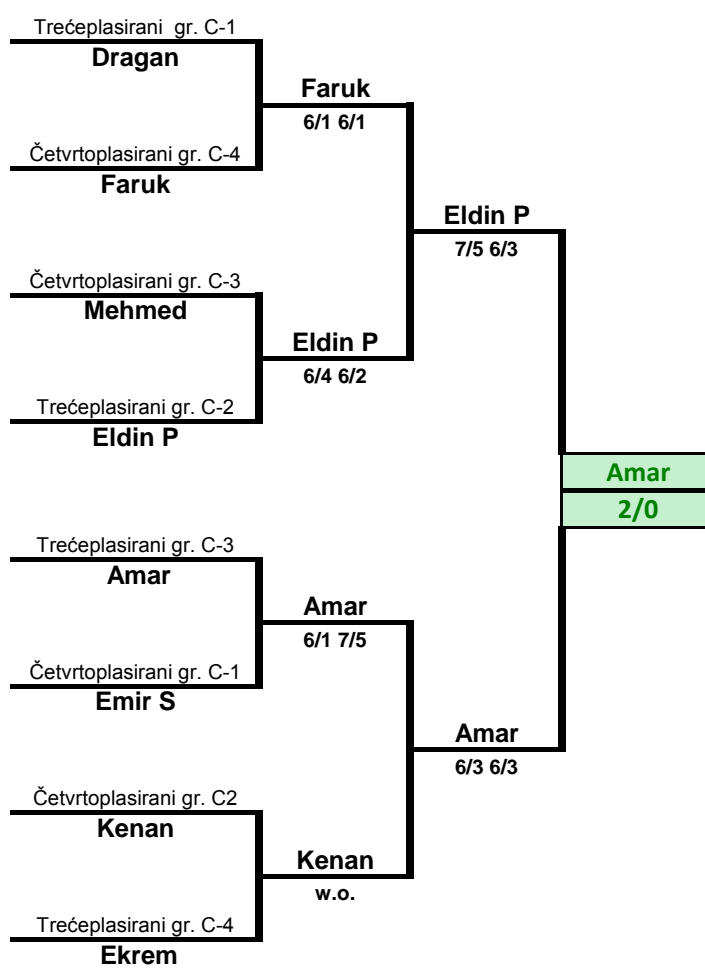 Trećeplasirani gr. C-1
Dragan
Faruk
6/1 6/1
Četvrtoplasirani gr. C-4
Faruk
Eldin P
7/5 6/3
Četvrtoplasirani gr. C-3
Mehmed
Eldin P
6/4 6/2
Trećeplasirani gr. C-2
Eldin P
Amar
2/0
Trećeplasirani gr. C-3
Amar
Amar
6/1 7/5
Četvrtoplasirani gr. C-1
Emir S
Amar
6/3 6/3
Četvrtoplasirani gr. C2
Kenan
Kenan
w.o.
Trećeplasirani gr. C-4
Ekrem